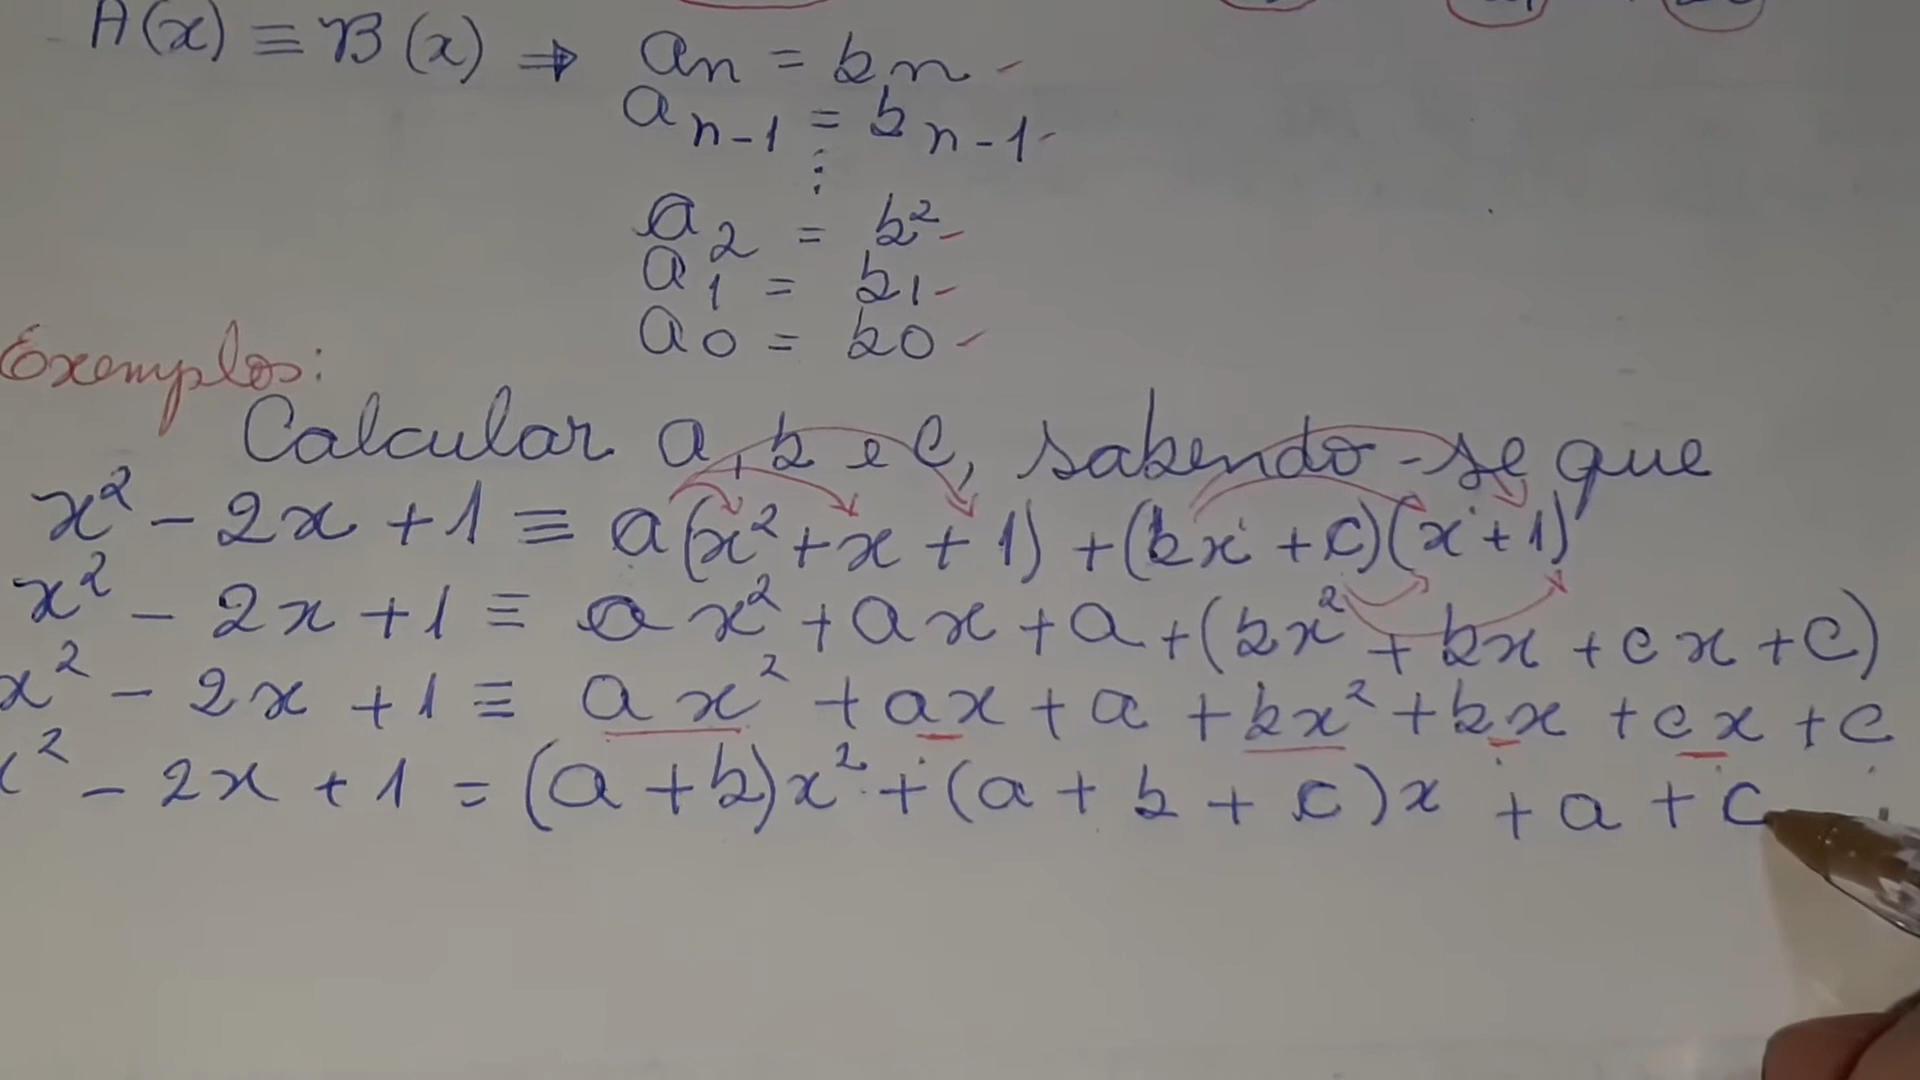 A(x) ≡ B(x) ⇒ an = bn
an-1 = bn-1
⋮
a2 = b²
a1 = b1
a0 = b0
Exemplos:
Calcular a, b e c, sabendo-se que
x² - 2x + 1 ≡ a(x² + x + 1) + (bx + c)(x + 1)
x² - 2x + 1 ≡ ax² + ax + a + (bx² + bx + cx + c)
x² - 2x + 1 ≡ ax² + ax + a + bx² + bx + cx + c
x² - 2x + 1 = (a + b)x² + (a + b + c)x + a + c